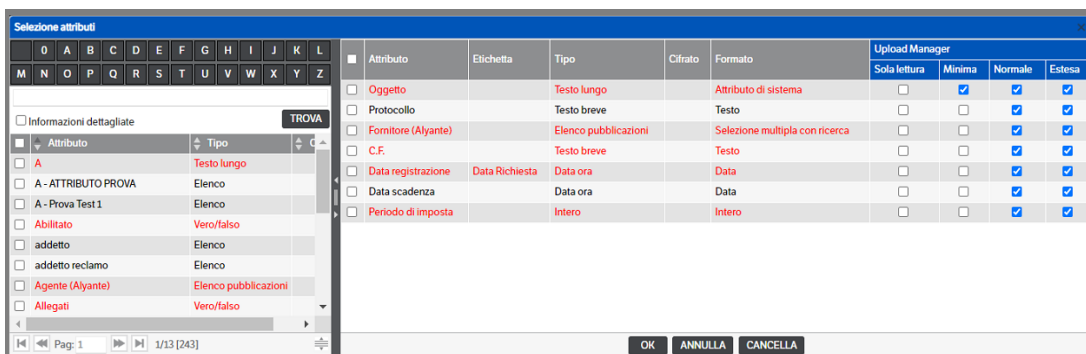 Selezione attributi
0 A B C D E F G H I J K L
M N O P Q R S T U V W X Y Z
Informazioni dettagliate TROVA
Attributo Tipo
A Testo lungo
A - ATTRIBUTO PROVA Elenco
A - Prova Test 1 Elenco
Abilitato Vero/falso
addetto Elenco
addetto reclamo Elenco
Agente (Alyante) Elenco pubblicazioni
Allegati Vero/falso
Pag: 1 1/13 [243]
Attributo Etichetta Tipo Cifrato Formato Upload Manager
Sola lettura Minima Normale Estesa
Oggetto Testo lungo Attributo di sistema
Protocollo Testo breve Testo
Fornitore (Alyante) Elenco pubblicazioni Selezione multipla con ricerca
C.F. Testo breve Testo
Data registrazione Data Richiesta Data ora Data
Data scadenza Data ora Data
Periodo di imposta Intero Intero
OK ANNULLA CANCELLA